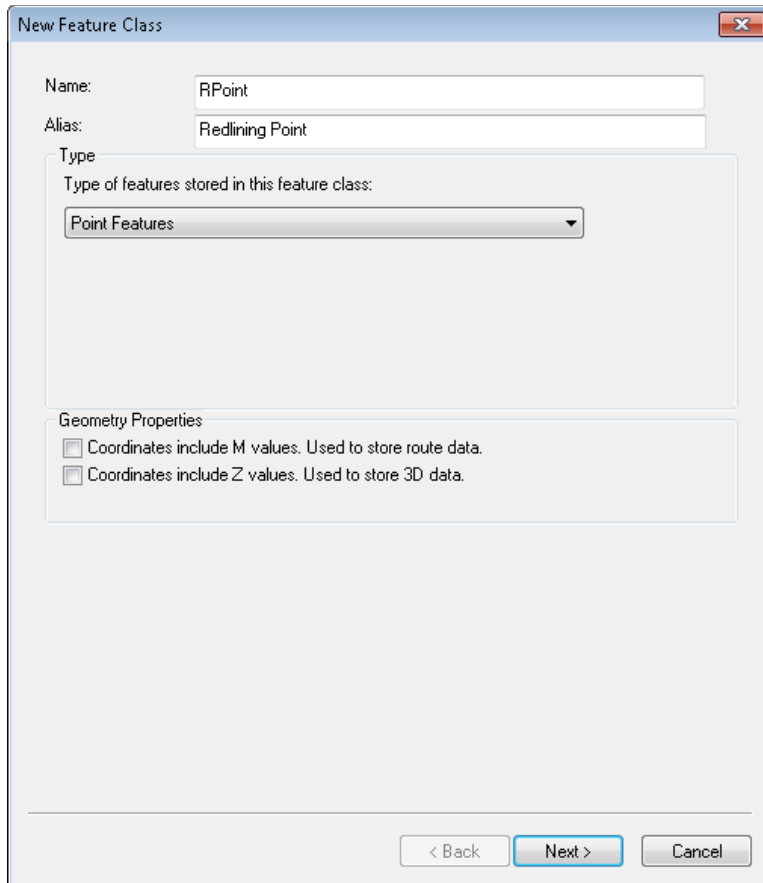 New Feature Class
Name: RPoint
Alias: Redlining Point
Type
Type of features stored in this feature class:
Point Features
Geometry Properties
Coordinates include M values. Used to store route data.
Coordinates include Z values. Used to store 3D data.
< Back Next > Cancel